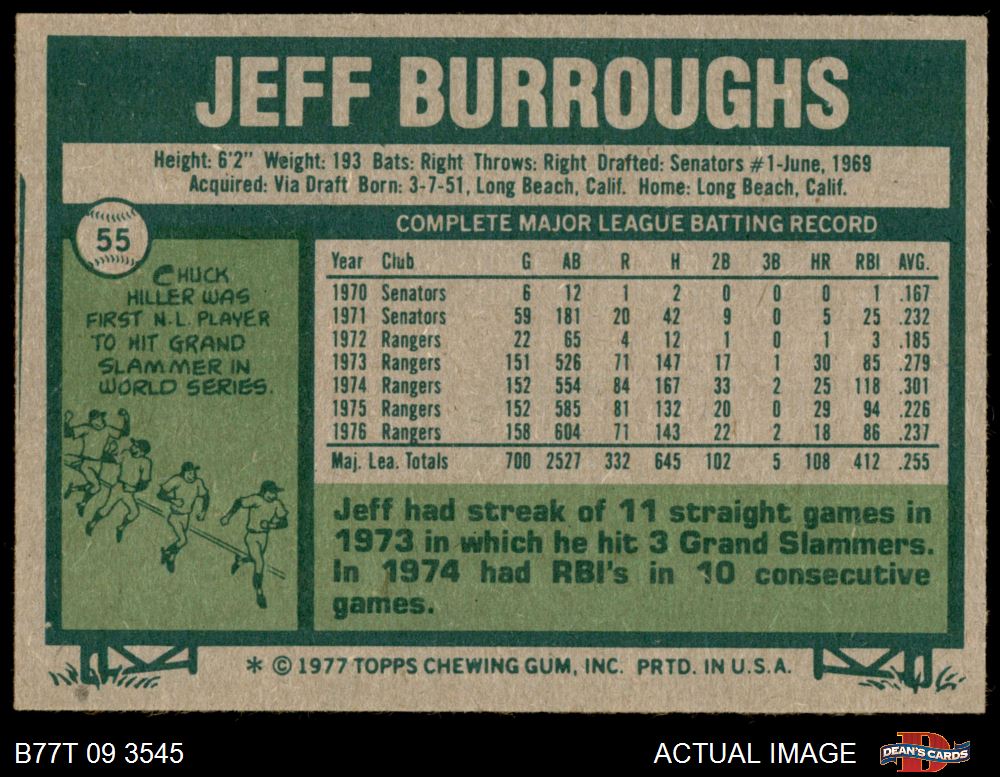 JEFF BURROUGHS
Height: 6'2" Weight: 193 Bats: Right Throws: Right Drafted: Senators #1-June, 1969
Acquired: Via Draft Born: 3-7-51, Long Beach, Calif. Home: Long Beach, Calif.
55
CHUCK
HILLER WAS
FIRST N.L. PLAYER
TO HIT GRAND
SLAMMER IN
WORLD SERIES.
COMPLETE MAJOR LEAGUE BATTING RECORD
Year Club G AB R H 2B 3B HR RBI AVG.
1970 Senators 6 12 1 2 0 0 0 1 .167
1971 Senators 59 181 20 42 9 0 5 25 .232
1972 Rangers 22 65 4 12 1 0 1 3 .185
1973 Rangers 151 526 71 147 17 1 30 85 .279
1974 Rangers 152 554 84 167 33 2 25 118 .301
1975 Rangers 152 585 81 132 20 0 29 94 .226
1976 Rangers 158 604 71 143 22 2 18 86 .237
Maj. Lea. Totals 700 2527 332 645 102 5 108 412 .255
Jeff had streak of 11 straight games in
1973 in which he hit 3 Grand Slammers.
In 1974 had RBI's in 10 consecutive
games.
* © 1977 TOPPS CHEWING GUM, INC. PRTD. IN U.S.A.
B77T 09 3545
ACTUAL IMAGE
DEAN'S CARDS